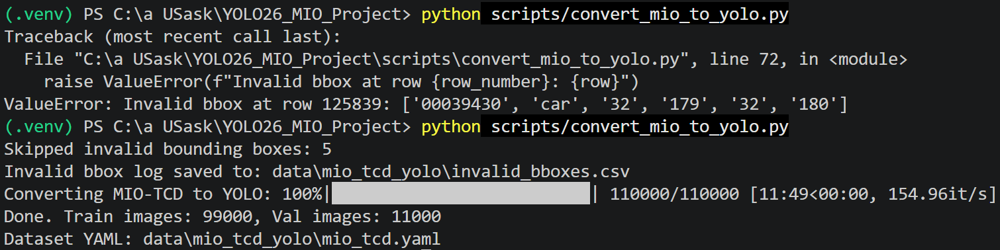 (.venv) PS C:\a USask\YOLO26_MIO_Project> python scripts/convert_mio_to_yolo.py
Traceback (most recent call last):
  File "C:\a USask\YOLO26_MIO_Project\scripts\convert_mio_to_yolo.py", line 72, in <module>
    raise ValueError(f"Invalid bbox at row {row_number}: {row}")
ValueError: Invalid bbox at row 125839: ['00039430', 'car', '32', '179', '32', '180']
(.venv) PS C:\a USask\YOLO26_MIO_Project> python scripts/convert_mio_to_yolo.py
Skipped invalid bounding boxes: 5
Invalid bbox log saved to: data\mio_tcd_yolo\invalid_bboxes.csv
Converting MIO-TCD to YOLO: 100%|          | 110000/110000 [11:49<00:00, 154.96it/s]
Done. Train images: 99000, Val images: 11000
Dataset YAML: data\mio_tcd_yolo\mio_tcd.yaml